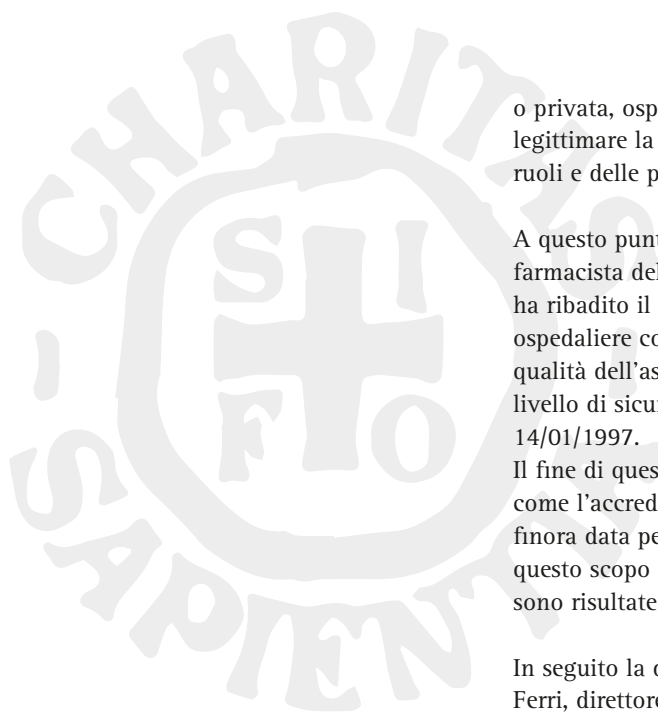 CHARITAS - SAPIENTIA -
S I
F O
o privata, osp
legittimare la
ruoli e delle p
A questo punt
farmacista del
ha ribadito il
ospedaliere co
qualità dell'as
livello di sicu
14/01/1997.
Il fine di ques
come l'accred
finora data pe
questo scopo
sono risultate
In seguito la d
Ferri, direttore